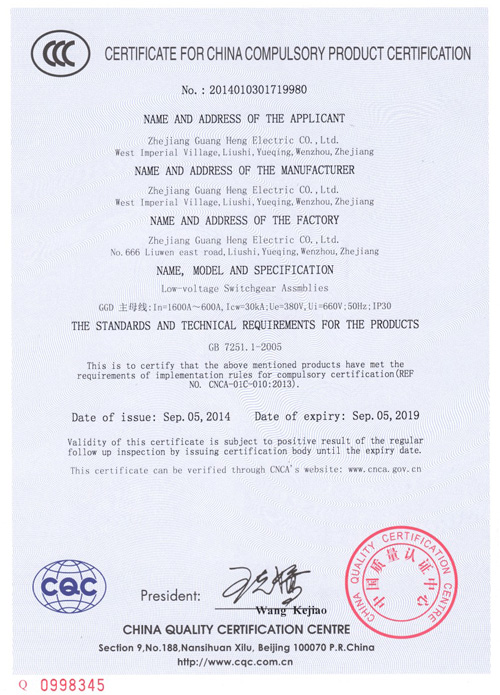 CCC
CERTIFICATE FOR CHINA COMPULSORY PRODUCT CERTIFICATION
No.: 2014010301719980
NAME AND ADDRESS OF THE APPLICANT
Zhejiang Guang Heng Electric CO.,Ltd.
West Imperial Village,Liushi,Yueqing,Wenzhou,Zhejiang
NAME AND ADDRESS OF THE MANUFACTURER
Zhejiang Guang Heng Electric CO.,Ltd.
West Imperial Village,Liushi,Yueqing,Wenzhou,Zhejiang
NAME AND ADDRESS OF THE FACTORY
Zhejiang Guang Heng Electric CO.,Ltd.
No.666 Liuwen east road,Liushi,Yueqing,Wenzhou,Zhejiang
NAME, MODEL AND SPECIFICATION
Low-voltage Switchgear Assmblies
GGD 主母线:In=1600A~600A,Icw=30kA;Ue=380V,Ui=660V;50Hz;IP30
THE STANDARDS AND TECHNICAL REQUIREMENTS FOR THE PRODUCTS
GB 7251.1-2005
This is to certify that the above mentioned products have met the
requirements of implementation rules for compulsory certification(REF
NO. CNCA-01C-010:2013).
Date of issue: Sep.05,2014 Date of expiry: Sep.05,2019
Validity of this certificate is subject to positive result of the regular
follow up inspection by issuing certification body until the expiry date.
This certificate can be verified through CNCA's website: www.cnca.gov.cn
CQC
President:
Wang Kejiao
CHINA QUALITY CERTIFICATION CENTRE
中国质量认证中心
CHINA QUALITY CERTIFICATION CENTRE
Section 9,No.188,Nansihuan Xilu, Beijing 100070 P.R.China
http://www.cqc.com.cn
Q 0998345